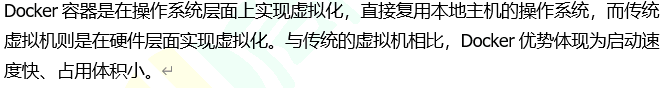 Docker 容器是在操作系统层面上实现虚拟化，直接复用本地主机的操作系统，而传统
虚拟机则是在硬件层面实现虚拟化。与传统的虚拟机相比，Docker 优势体现为启动速
度快、占用体积小。↵